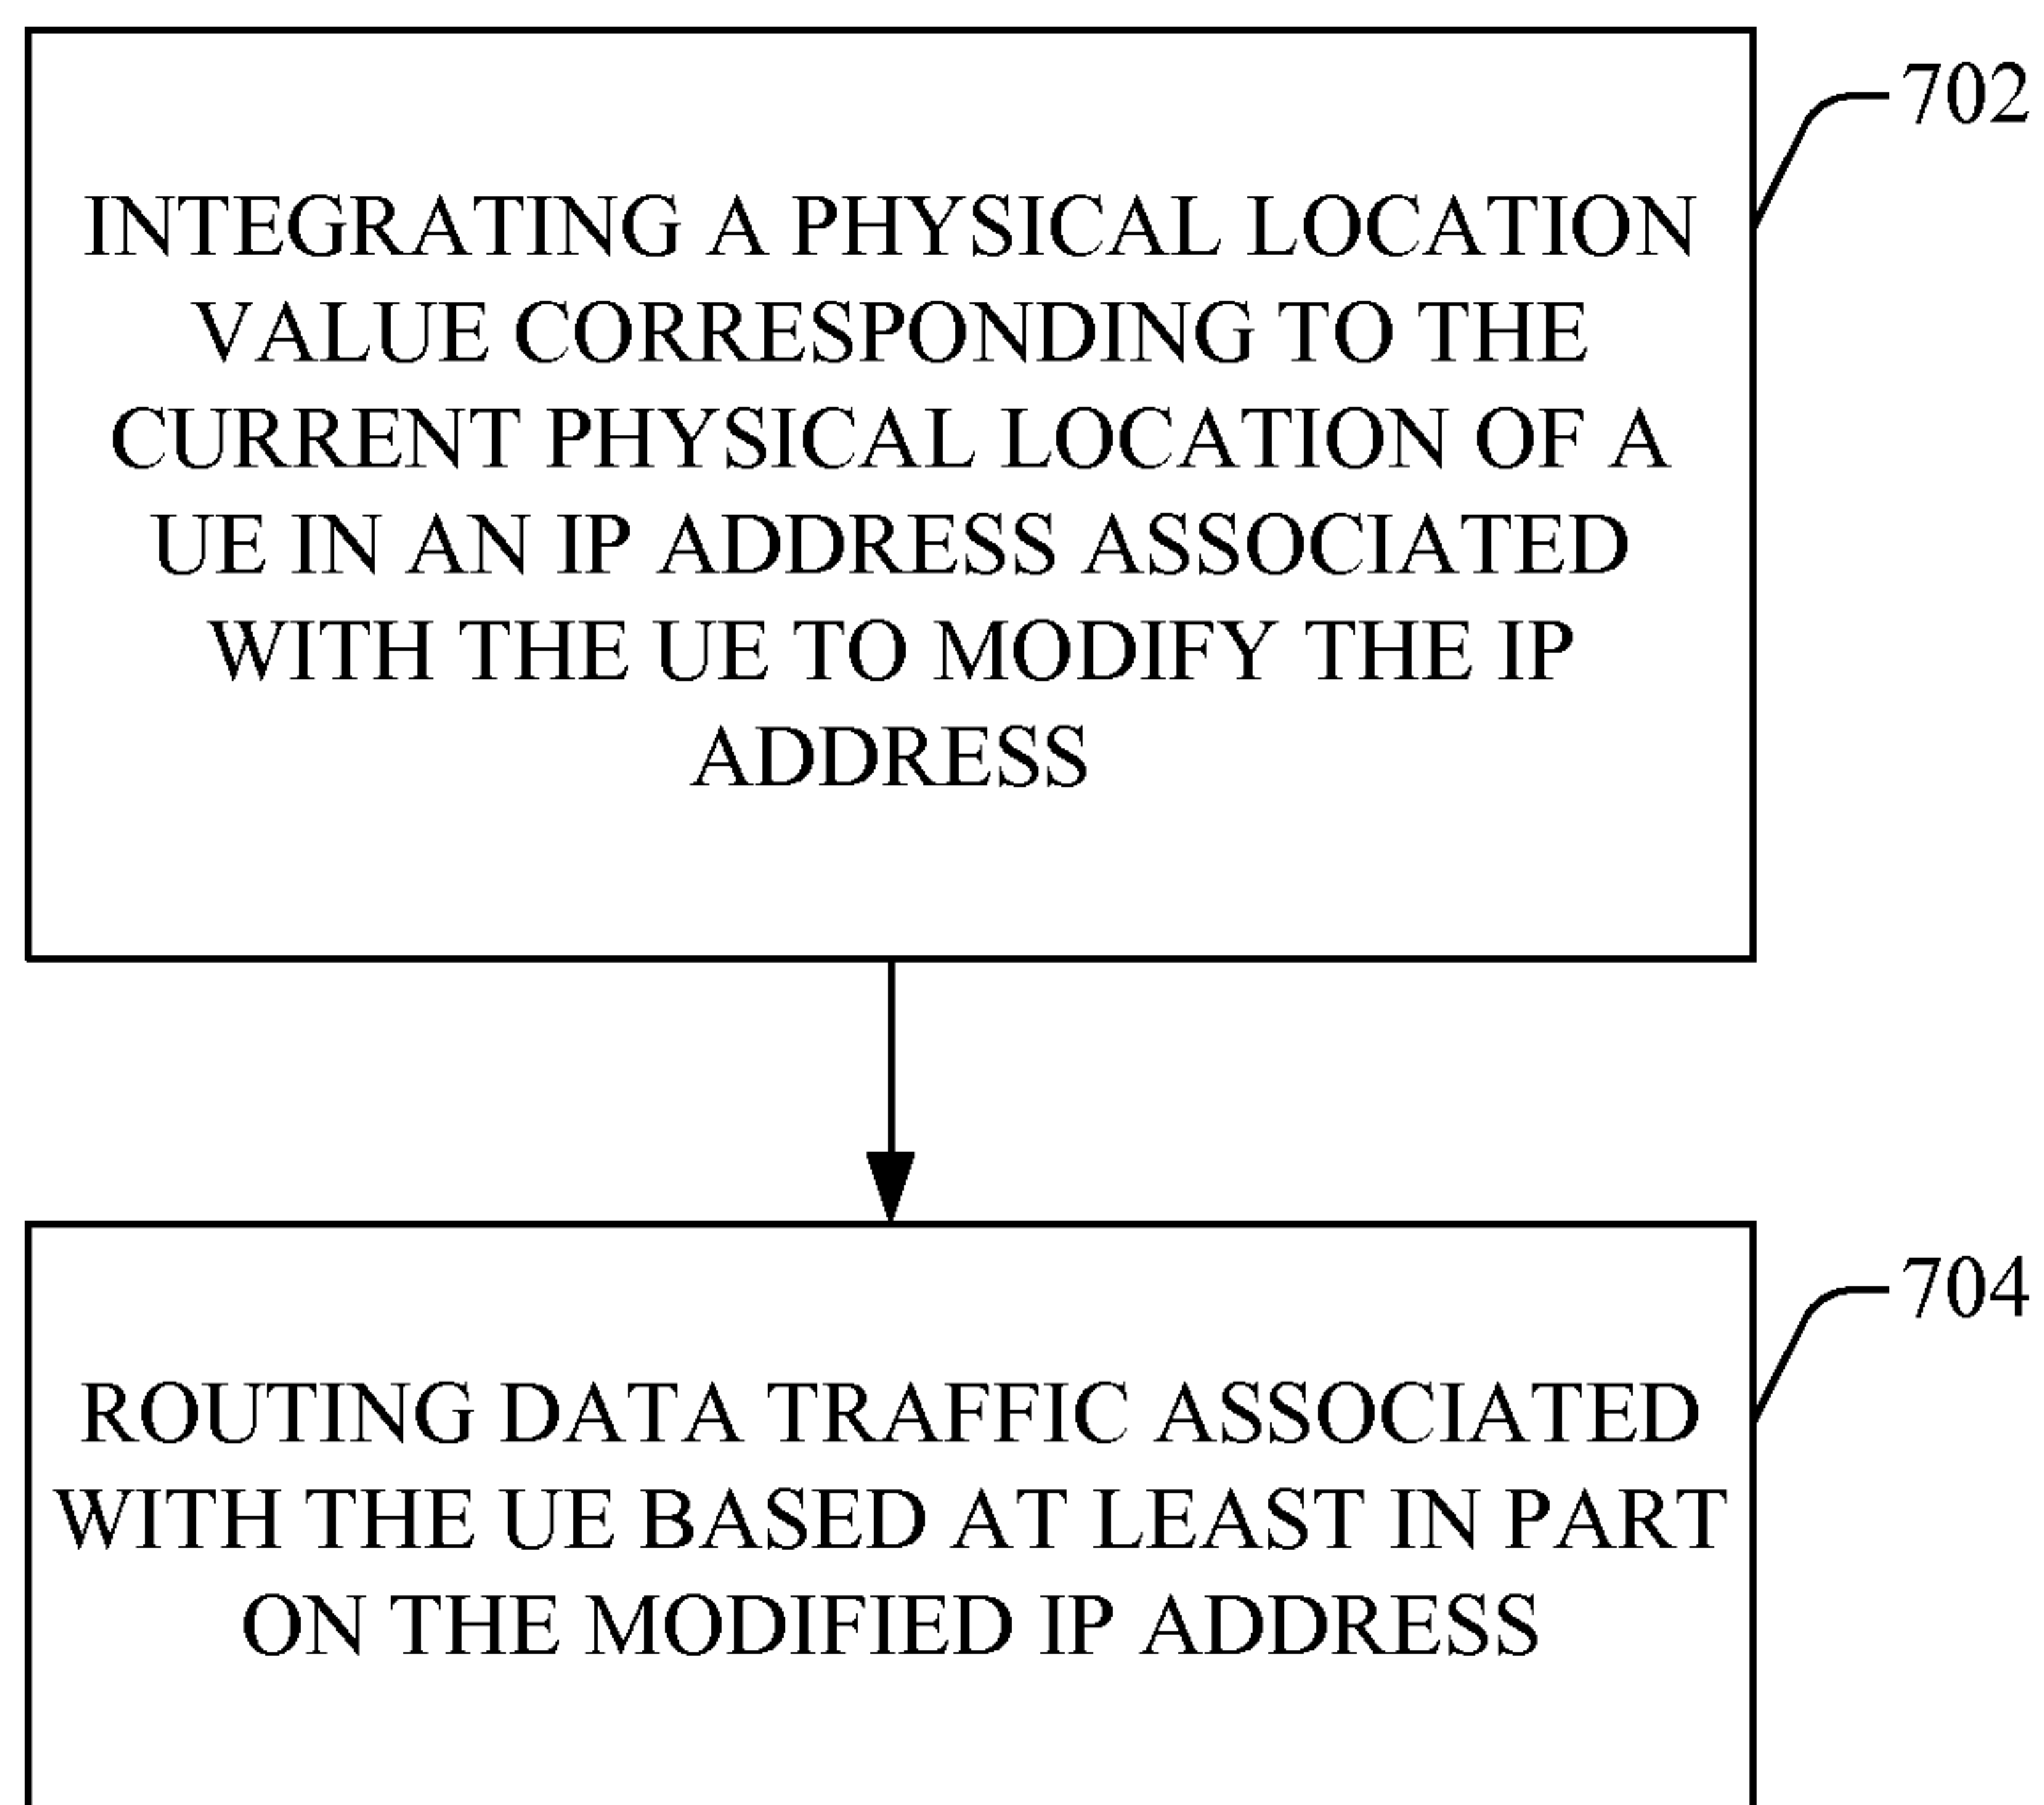 702
INTEGRATING A PHYSICAL LOCATION
VALUE CORRESPONDING TO THE
CURRENT PHYSICAL LOCATION OF A
UE IN AN IP ADDRESS ASSOCIATED
WITH THE UE TO MODIFY THE IP
ADDRESS
704
ROUTING DATA TRAFFIC ASSOCIATED
WITH THE UE BASED AT LEAST IN PART
ON THE MODIFIED IP ADDRESS